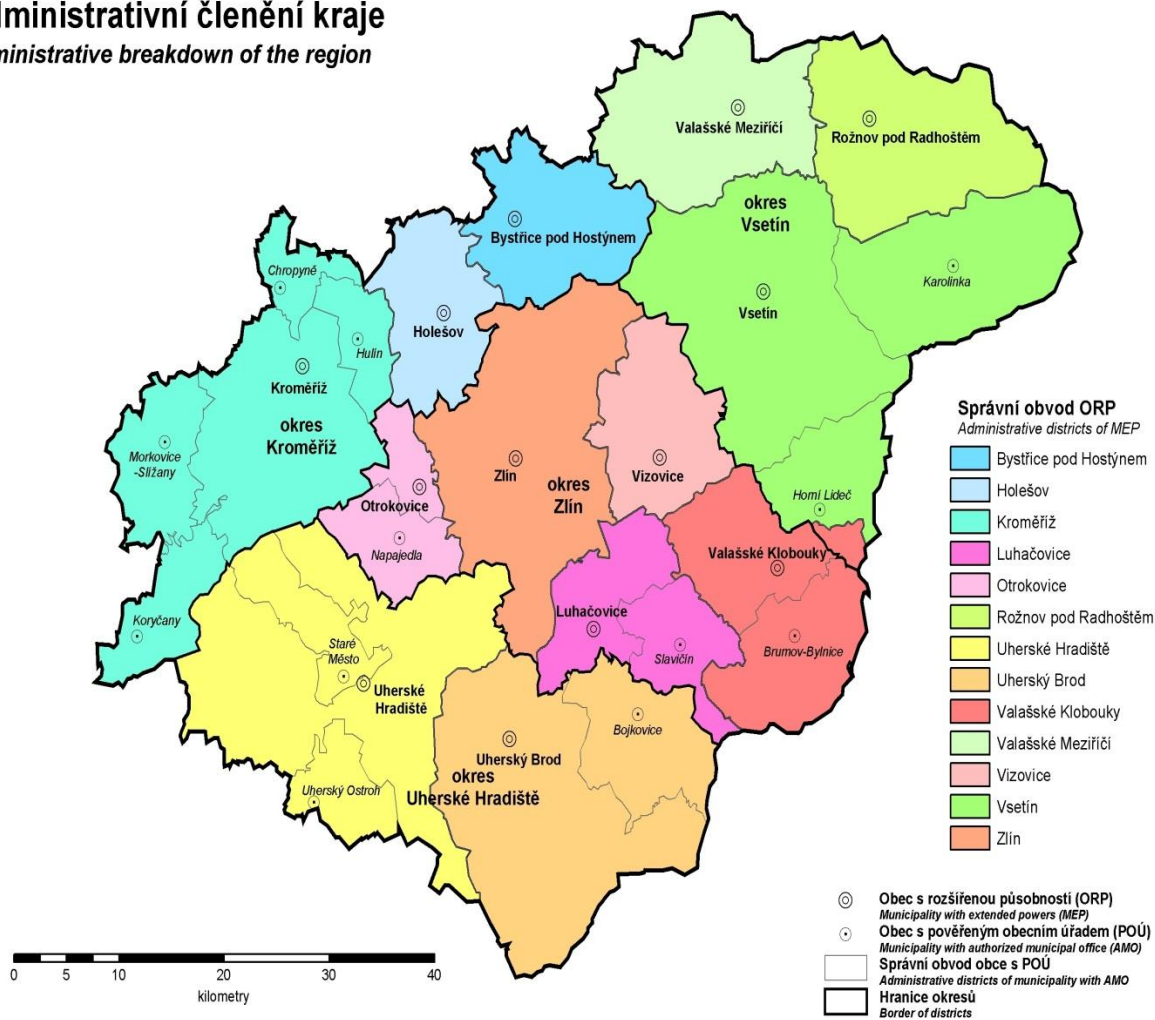 dministrativní členění kraje
ministrative breakdown of the region
Valašské Meziříčí
Rožnov pod Radhoštěm
okres
Vsetín
Bystřice pod Hostýnem
Chropyně
Karolinka
Vsetín
Holešov
Hulín
Kroměříž
okres
Kroměříž
Morkovice
-Slížany
Zlín
okres
Zlín
Vizovice
Otrokovice
Horní Lideč
Napajedla
Valašské Klobouky
Luhačovice
Koryčany
Staré
Město
Slavičín
Brumov-Bylnice
Uherské
Hradiště
Bojkovice
Uherský Brod
okres
Uherské Hradiště
Uherský Ostroh
Správní obvod ORP
Administrative districts of MEP
Bystřice pod Hostýnem
Holešov
Kroměříž
Luhačovice
Otrokovice
Rožnov pod Radhoštěm
Uherské Hradiště
Uherský Brod
Valašské Klobouky
Valašské Meziříčí
Vizovice
Vsetín
Zlín
Obec s rozšířenou působností (ORP)
Municipality with extended powers (MEP)
Obec s pověřeným obecním úřadem (POÚ)
Municipality with authorized municipal office (AMO)
Správní obvod obce s POÚ
Administrative districts of municipality with AMO
Hranice okresů
Border of districts
0 5 10 20 30 40
kilometry